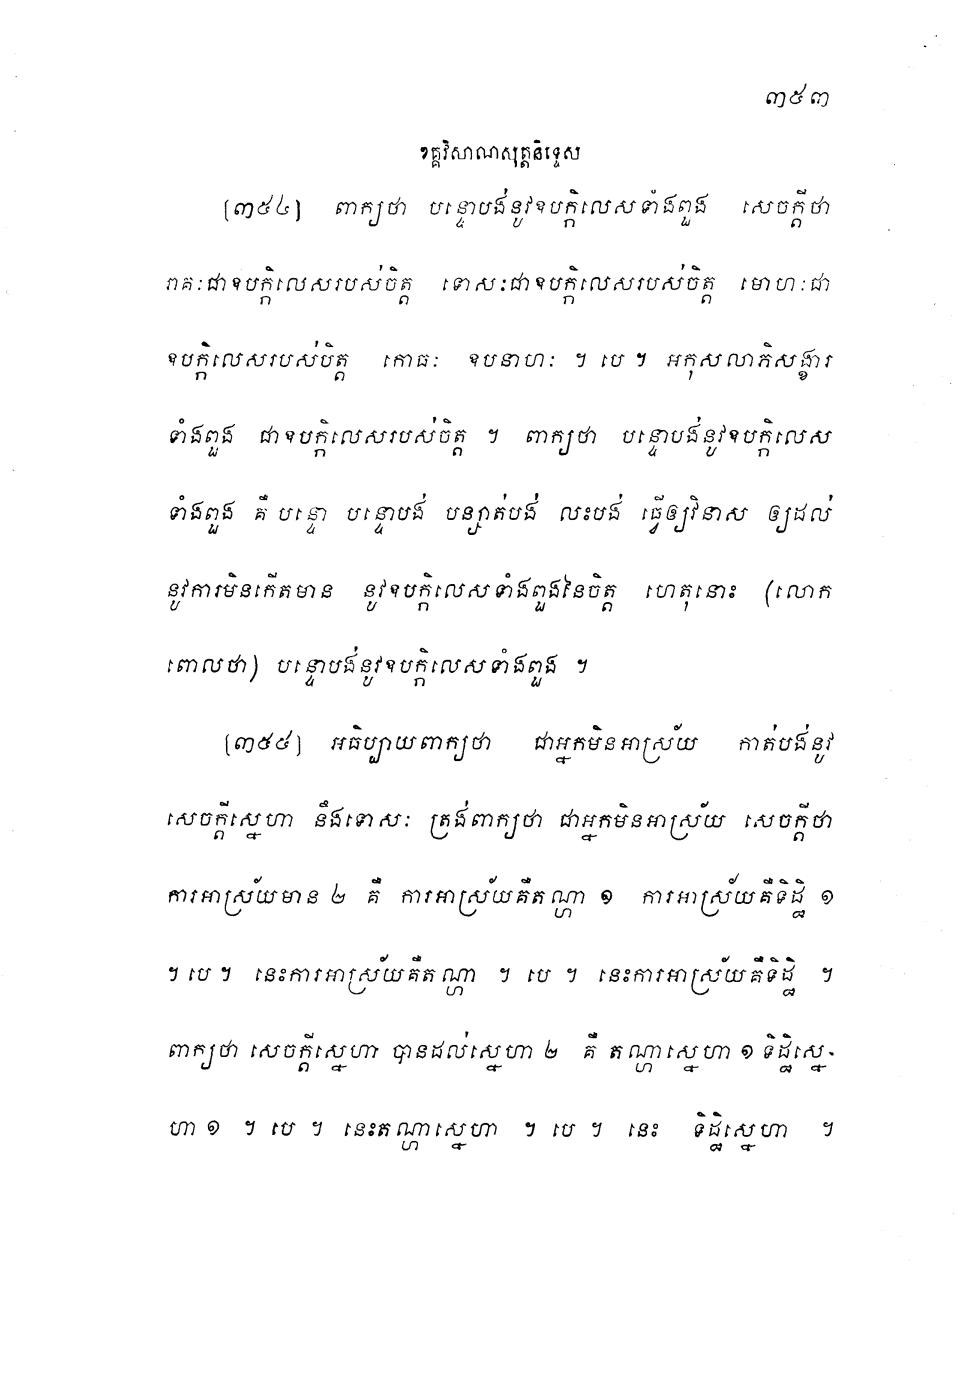 ៣៥៣
ខគ្គវិសាណសុត្តនិទ្ទេស
[៣៥៤] ពាក្យថា បន្ទោបង់នូវឧបក្កិលេសទាំងពួង សេចក្តីថា
រាគៈជាឧបក្កិលេសរបស់ចិត្ត ទោសៈជាឧបក្កិលេសរបស់ចិត្ត មោហៈជា
ឧបក្កិលេសរបស់ចិត្ត កោធៈ ឧបនាហៈ ។ បេ ។ អកុសលាភិសង្ខារ
ទាំងពួង ជាឧបក្កិលេសរបស់ចិត្ត ។ ពាក្យថា បន្ទោបង់នូវឧបក្កិលេស
ទាំងពួង គឺ បន្ទោ បន្ទោបង់ បន្សាត់បង់ លះបង់ ធ្វើឲ្យវិនាស ឲ្យដល់
នូវការមិនកើតមាន នូវឧបក្កិលេសទាំងពួងនៃចិត្ត ហេតុនោះ (លោក
ពោលថា) បន្ទោបង់នូវឧបក្កិលេសទាំងពួង ។
[៣៥៥] អធិប្បាយពាក្យថា ជាអ្នកមិនអាស្រ័យ កាត់បង់នូវ
សេចក្តីស្នេហា នឹងទោសៈ ត្រង់ពាក្យថា ជាអ្នកមិនអាស្រ័យ សេចក្តីថា
ការអាស្រ័យមាន ២ គឺ ការអាស្រ័យគឺតណ្ហា ១ ការអាស្រ័យគឺទិដ្ឋិ ១
។ បេ ។ នេះការអាស្រ័យគឺតណ្ហា ។ បេ ។ នេះការអាស្រ័យគឺទិដ្ឋិ ។
ពាក្យថា សេចក្តីស្នេហា បានដល់ស្នេហា ២ គឺ តណ្ហាស្នេហា ១ ទិដ្ឋិស្នេ-
ហា ១ ។ បេ ។ នេះតណ្ហាស្នេហា ។ បេ ។ នេះ ទិដ្ឋិស្នេហា ។